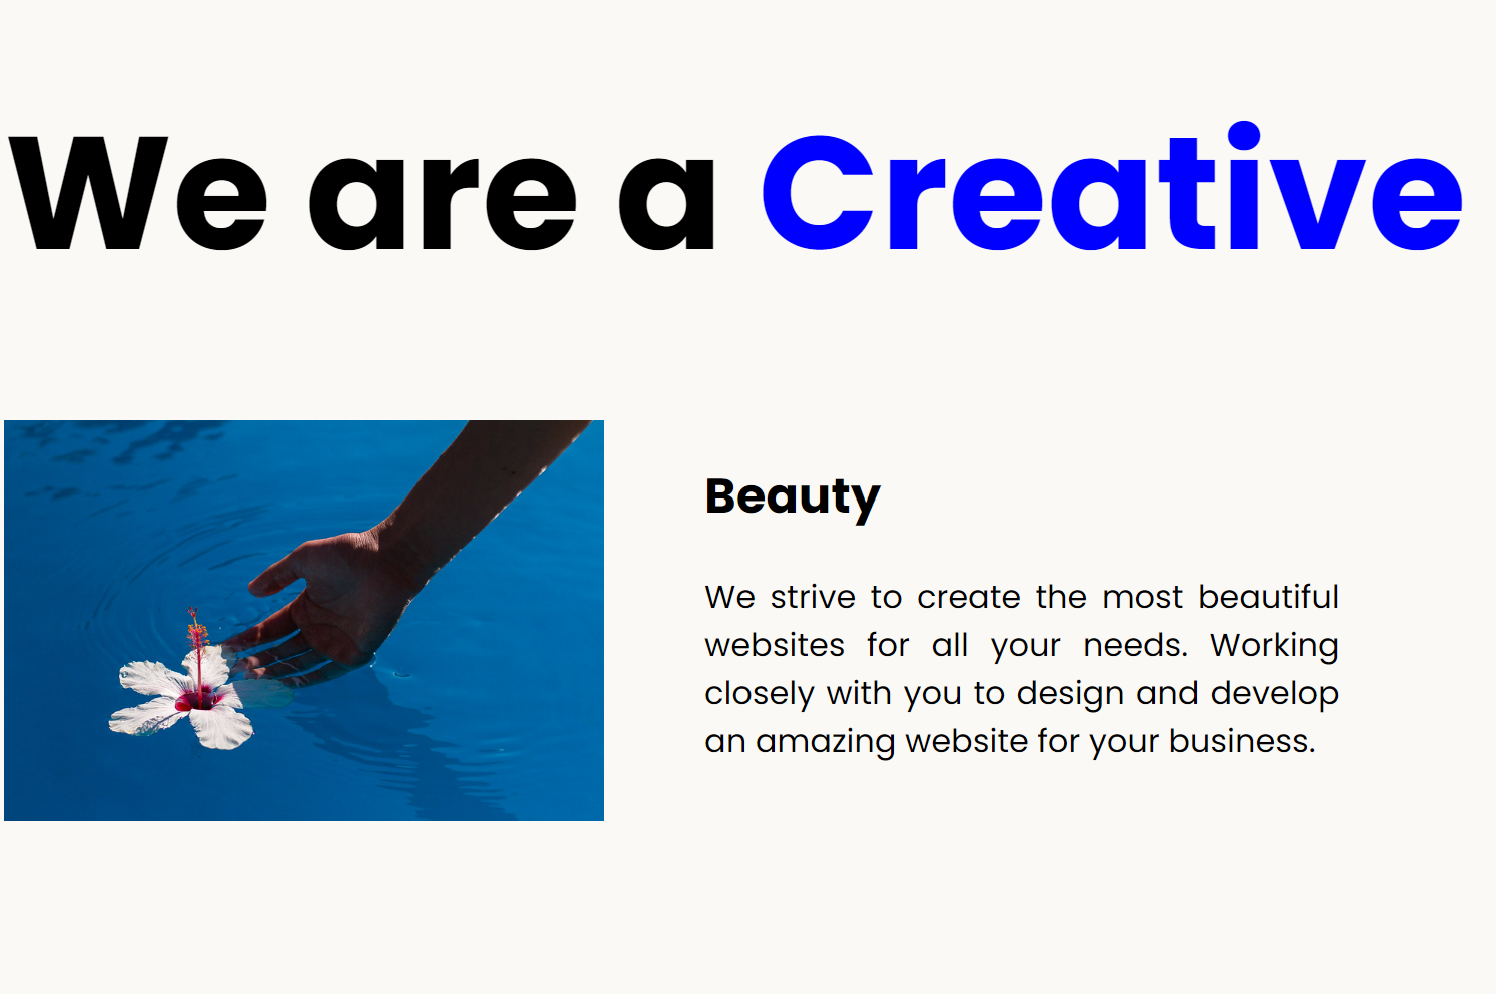 We are a Creative
Beauty
We strive to create the most beautiful
websites for all your needs. Working
closely with you to design and develop
an amazing website for your business.